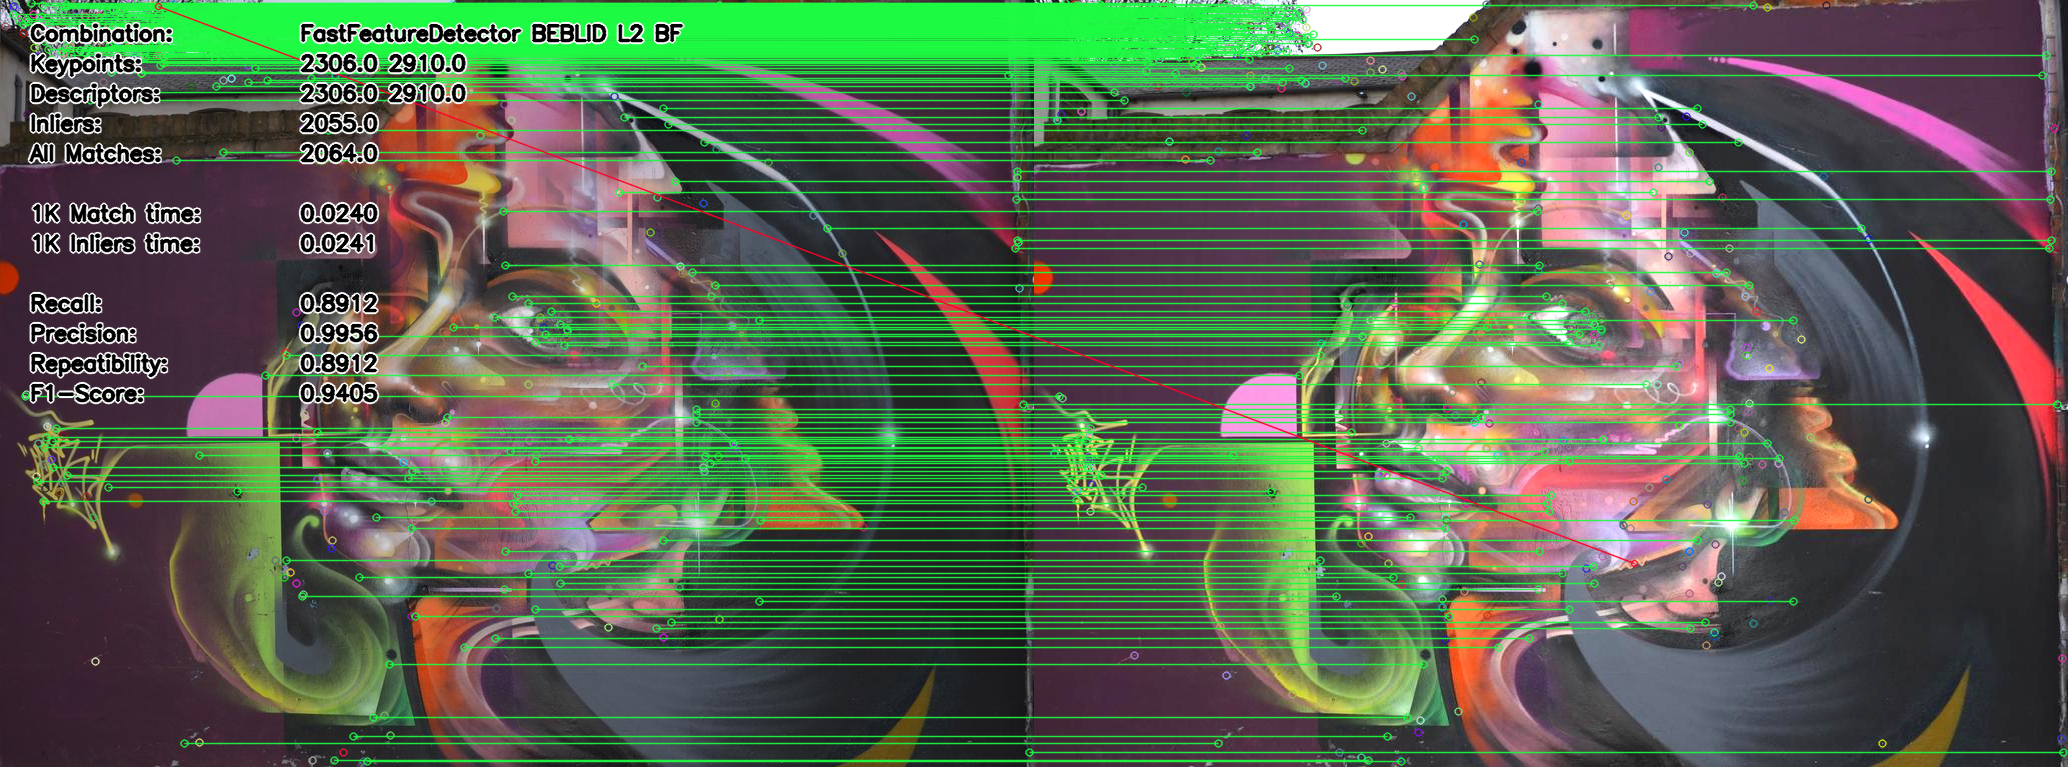 Combination: FastFeatureDetector BEBLID L2 BF
Keypoints: 2306.0 2910.0
Descriptors: 2306.0 2910.0
Inliers: 2055.0
All Matches: 2064.0
1K Match time: 0.0240
1K Inliers time: 0.0241
Recall: 0.8912
Precision: 0.9956
Repeatibility: 0.8912
F1-Score: 0.9405